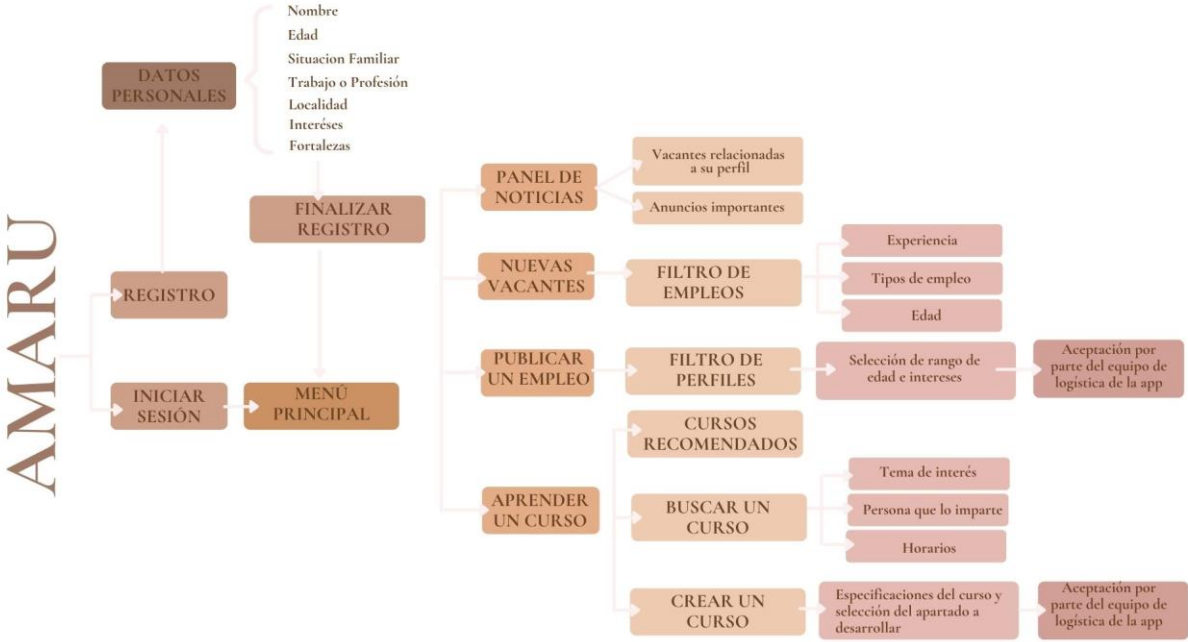 AMARU
DATOS
PERSONALES
Nombre
Edad
Situacion Familiar
Trabajo o Profesión
Localidad
Interéses
Fortalezas
FINALIZAR
REGISTRO
REGISTRO
INICIAR
SESIÓN
MENÚ
PRINCIPAL
PANEL DE
NOTICIAS
Vacantes relacionadas
a su perfil
Anuncios importantes
NUEVAS
VACANTES
FILTRO DE
EMPLEOS
Experiencia
Tipos de empleo
Edad
PUBLICAR
UN EMPLEO
FILTRO DE
PERFILES
Selección de rango de
edad e intereses
Aceptación por
parte del equipo de
logística de la app
APRENDER
UN CURSO
CURSOS
RECOMENDADOS
BUSCAR UN
CURSO
Tema de interés
Persona que lo imparte
Horarios
CREAR UN
CURSO
Especificaciones del curso y
selección del apartado a
desarrollar
Aceptación por
parte del equipo de
logística de la app